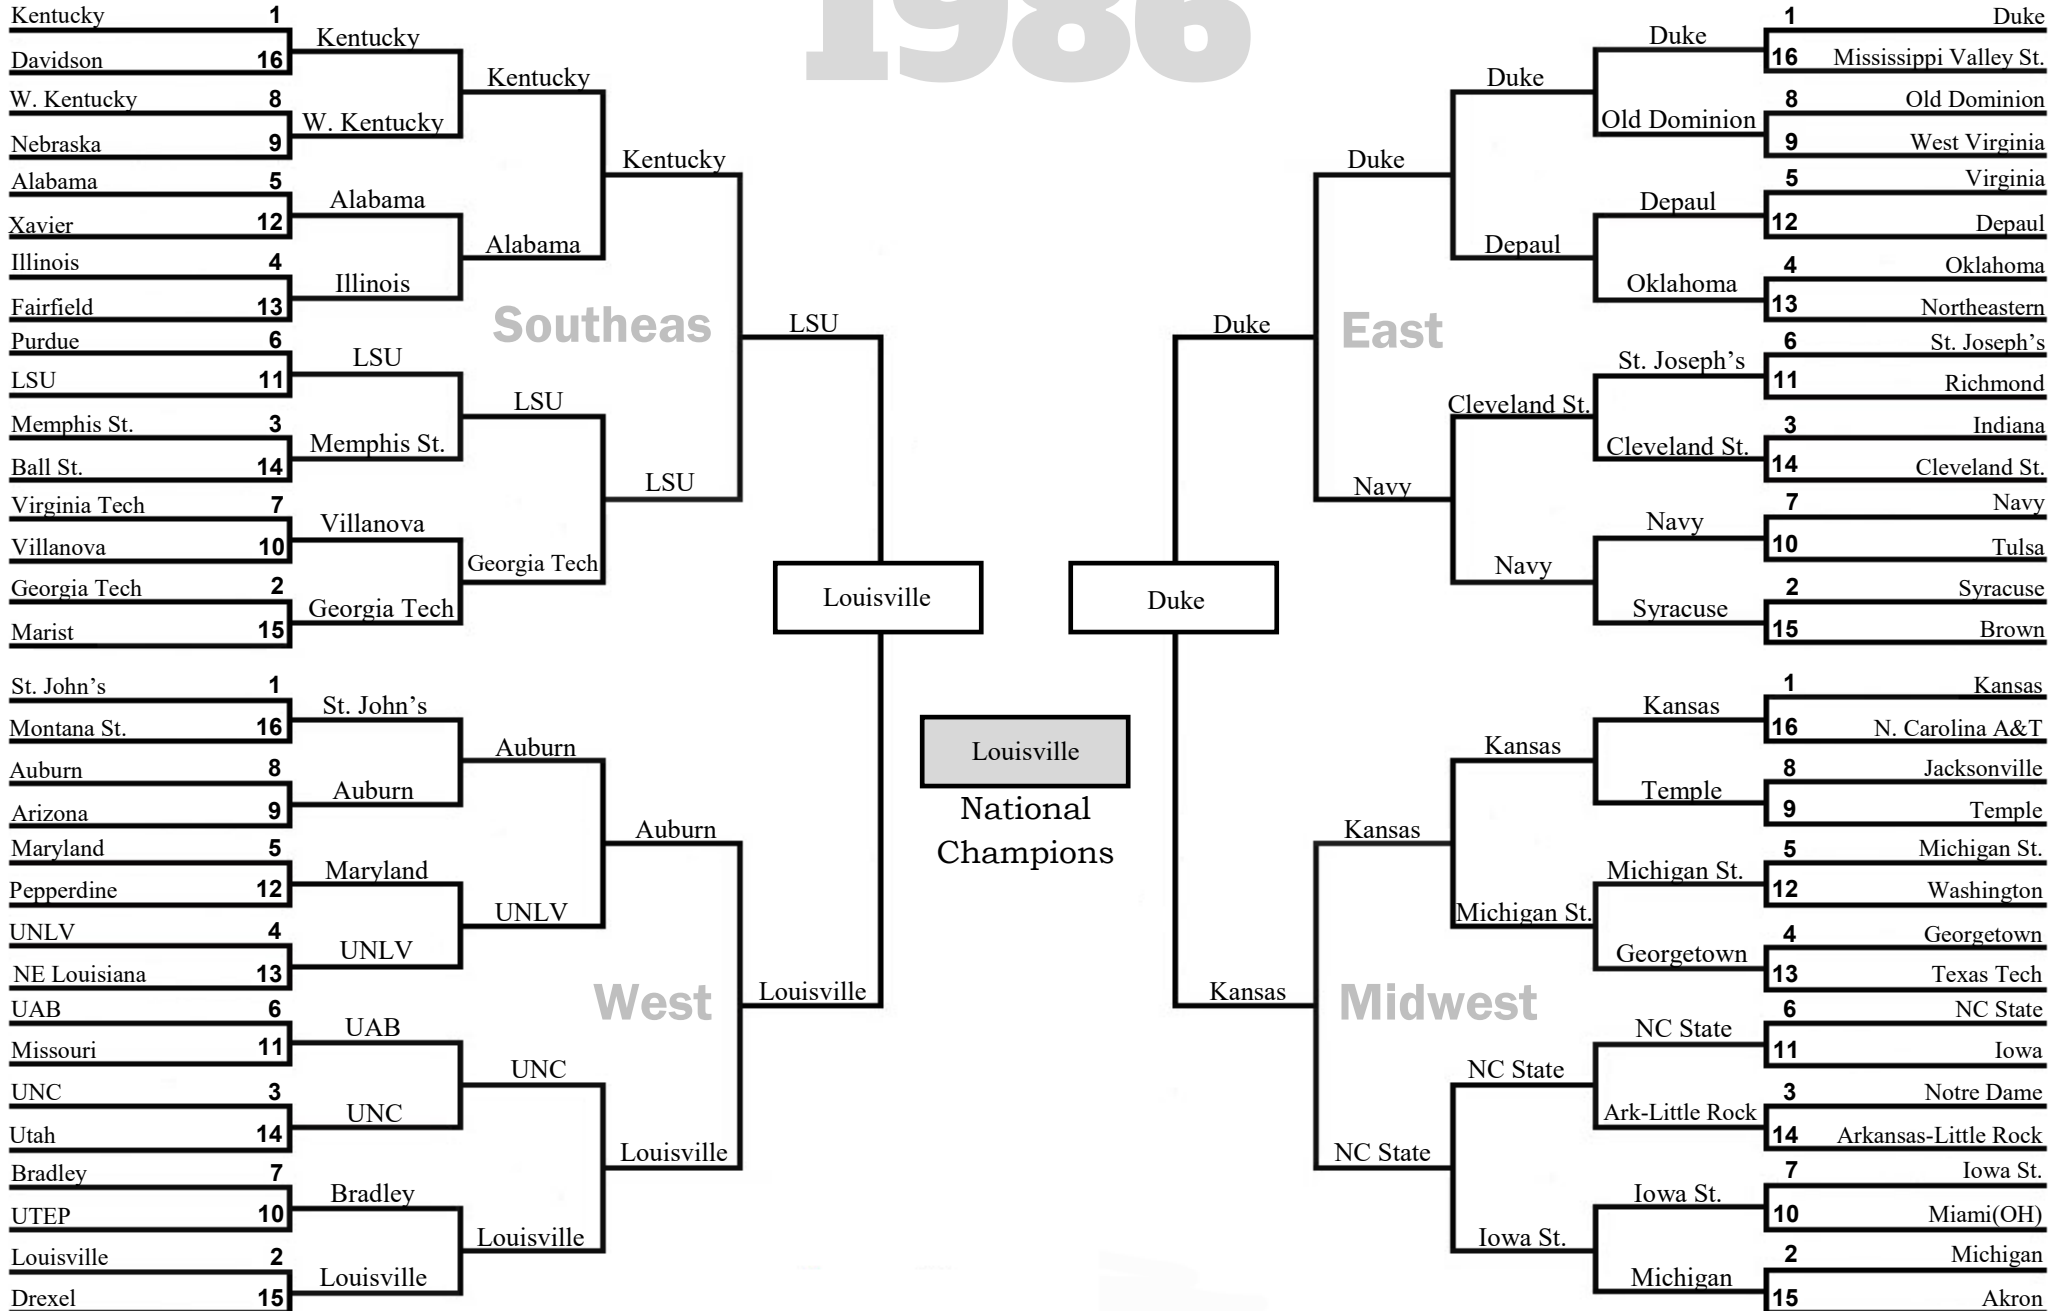 1986
Kentucky 1
Davidson 16
W. Kentucky 8
Nebraska 9
Alabama 5
Xavier 12
Illinois 4
Fairfield 13
Purdue 6
LSU 11
Memphis St. 3
Ball St. 14
Virginia Tech 7
Villanova 10
Georgia Tech 2
Marist 15
Kentucky
W. Kentucky
Alabama
Illinois
LSU
Memphis St.
Villanova
Georgia Tech
Kentucky
Alabama
LSU
Georgia Tech
Kentucky
LSU
Southeas
LSU
St. John’s 1
Montana St. 16
Auburn 8
Arizona 9
Maryland 5
Pepperdine 12
UNLV 4
NE Louisiana 13
UAB 6
Missouri 11
UNC 3
Utah 14
Bradley 7
UTEP 10
Louisville 2
Drexel 15
St. John’s
Auburn
Maryland
UNLV
UAB
UNC
Bradley
Louisville
Auburn
UNLV
UNC
Louisville
Auburn
Louisville
West
Louisville
Louisville
Duke
Louisville
National
Champions
1 Duke
16 Mississippi Valley St.
8 Old Dominion
9 West Virginia
5 Virginia
12 Depaul
4 Oklahoma
13 Northeastern
6 St. Joseph’s
11 Richmond
3 Indiana
14 Cleveland St.
7 Navy
10 Tulsa
2 Syracuse
15 Brown
Duke
Old Dominion
Depaul
Oklahoma
St. Joseph’s
Cleveland St.
Navy
Syracuse
Duke
Depaul
Cleveland St.
Navy
Duke
Navy
East
Duke
1 Kansas
16 N. Carolina A&T
8 Jacksonville
9 Temple
5 Michigan St.
12 Washington
4 Georgetown
13 Texas Tech
6 NC State
11 Iowa
3 Notre Dame
14 Arkansas-Little Rock
7 Iowa St.
10 Miami(OH)
2 Michigan
15 Akron
Kansas
Temple
Michigan St.
Georgetown
NC State
Ark-Little Rock
Iowa St.
Michigan
Kansas
Michigan St.
NC State
Iowa St.
Kansas
NC State
Midwest
Kansas